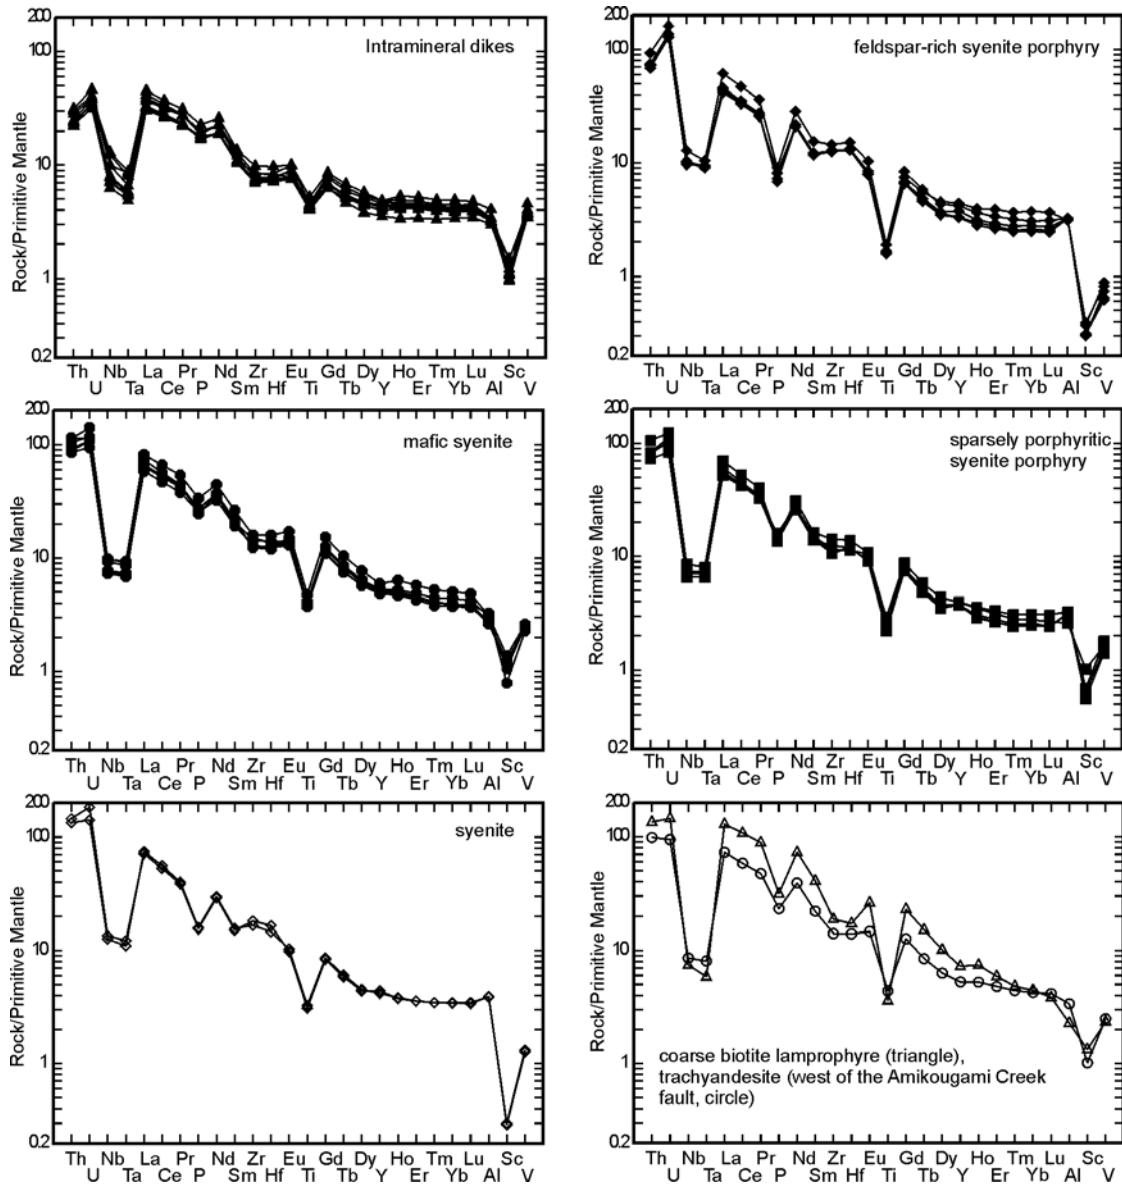 Intramineral dikes
200
100
10
1
0.2
Rock/Primitive Mantle
Th Nb La Pr Nd Zr Eu Gd Dy Ho Tm Lu Sc
U Ta Ce P Sm Hf Ti Tb Y Er Yb Al V
feldspar-rich syenite porphyry
200
100
10
1
0.2
Rock/Primitive Mantle
Th Nb La Pr Nd Zr Eu Gd Dy Ho Tm Lu Sc
U Ta Ce P Sm Hf Ti Tb Y Er Yb Al V
mafic syenite
200
100
10
1
0.2
Rock/Primitive Mantle
Th Nb La Pr Nd Zr Eu Gd Dy Ho Tm Lu Sc
U Ta Ce P Sm Hf Ti Tb Y Er Yb Al V
sparsely porphyritic
syenite porphyry
200
100
10
1
0.2
Rock/Primitive Mantle
Th Nb La Pr Nd Zr Eu Gd Dy Ho Tm Lu Sc
U Ta Ce P Sm Hf Ti Tb Y Er Yb Al V
syenite
200
100
10
1
0.2
Rock/Primitive Mantle
Th Nb La Pr Nd Zr Eu Gd Dy Ho Tm Lu Sc
U Ta Ce P Sm Hf Ti Tb Y Er Yb Al V
200
100
10
1
0.2
Rock/Primitive Mantle
coarse biotite lamprophyre (triangle),
trachyandesite (west of the Amikougami Creek
fault, circle)
Th Nb La Pr Nd Zr Eu Gd Dy Ho Tm Lu Sc
U Ta Ce P Sm Hf Ti Tb Y Er Yb Al V